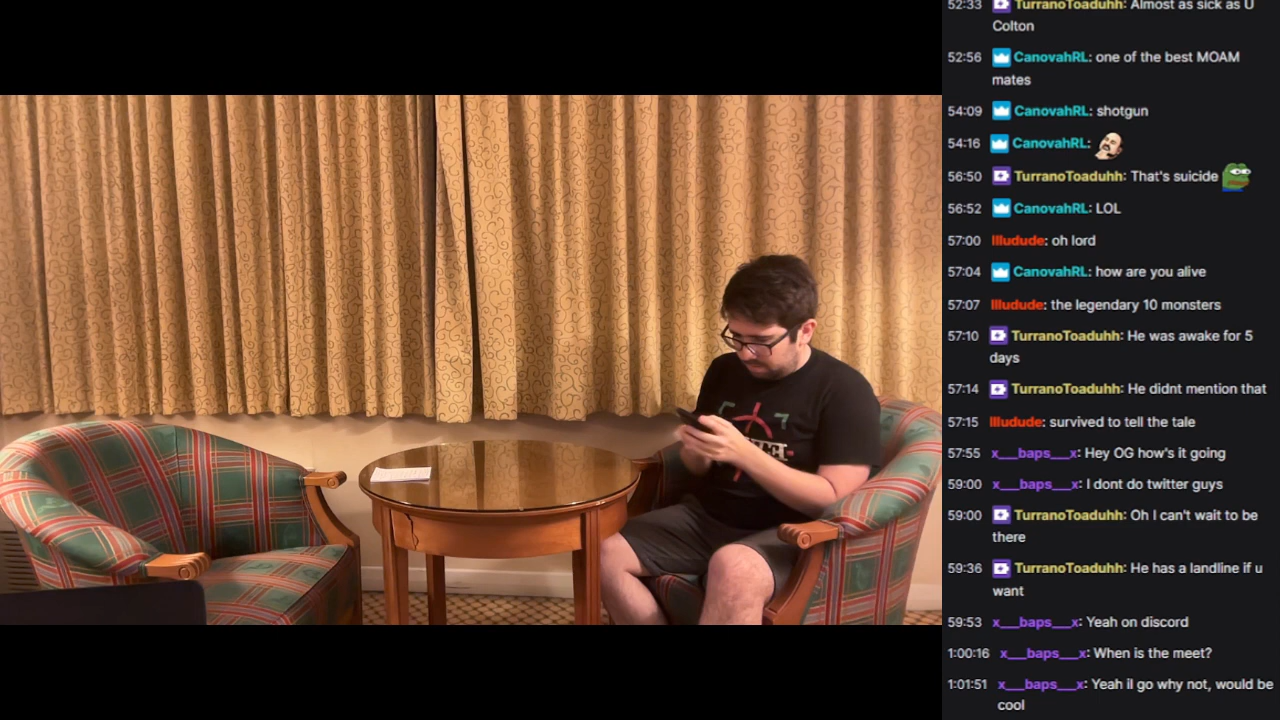 52:33 TurranoToaduhh: Almost as sick as U
Colton
52:56 CanovahRL: one of the best MOAM
mates
54:09 CanovahRL: shotgun
54:16 CanovahRL:
56:50 TurranoToaduhh: That's suicide
56:52 CanovahRL: LOL
57:00 Illudude: oh lord
57:04 CanovahRL: how are you alive
57:07 Illudude: the legendary 10 monsters
57:10 TurranoToaduhh: He was awake for 5
days
57:14 TurranoToaduhh: He didnt mention that
57:15 Illudude: survived to tell the tale
57:55 x__baps__x: Hey OG how's it going
59:00 x__baps__x: I dont do twitter guys
59:00 TurranoToaduhh: Oh I can't wait to be
there
59:36 TurranoToaduhh: He has a landline if u
want
59:53 x__baps__x: Yeah on discord
1:00:16 x__baps__x: When is the meet?
1:01:51 x__baps__x: Yeah il go why not, would be
cool